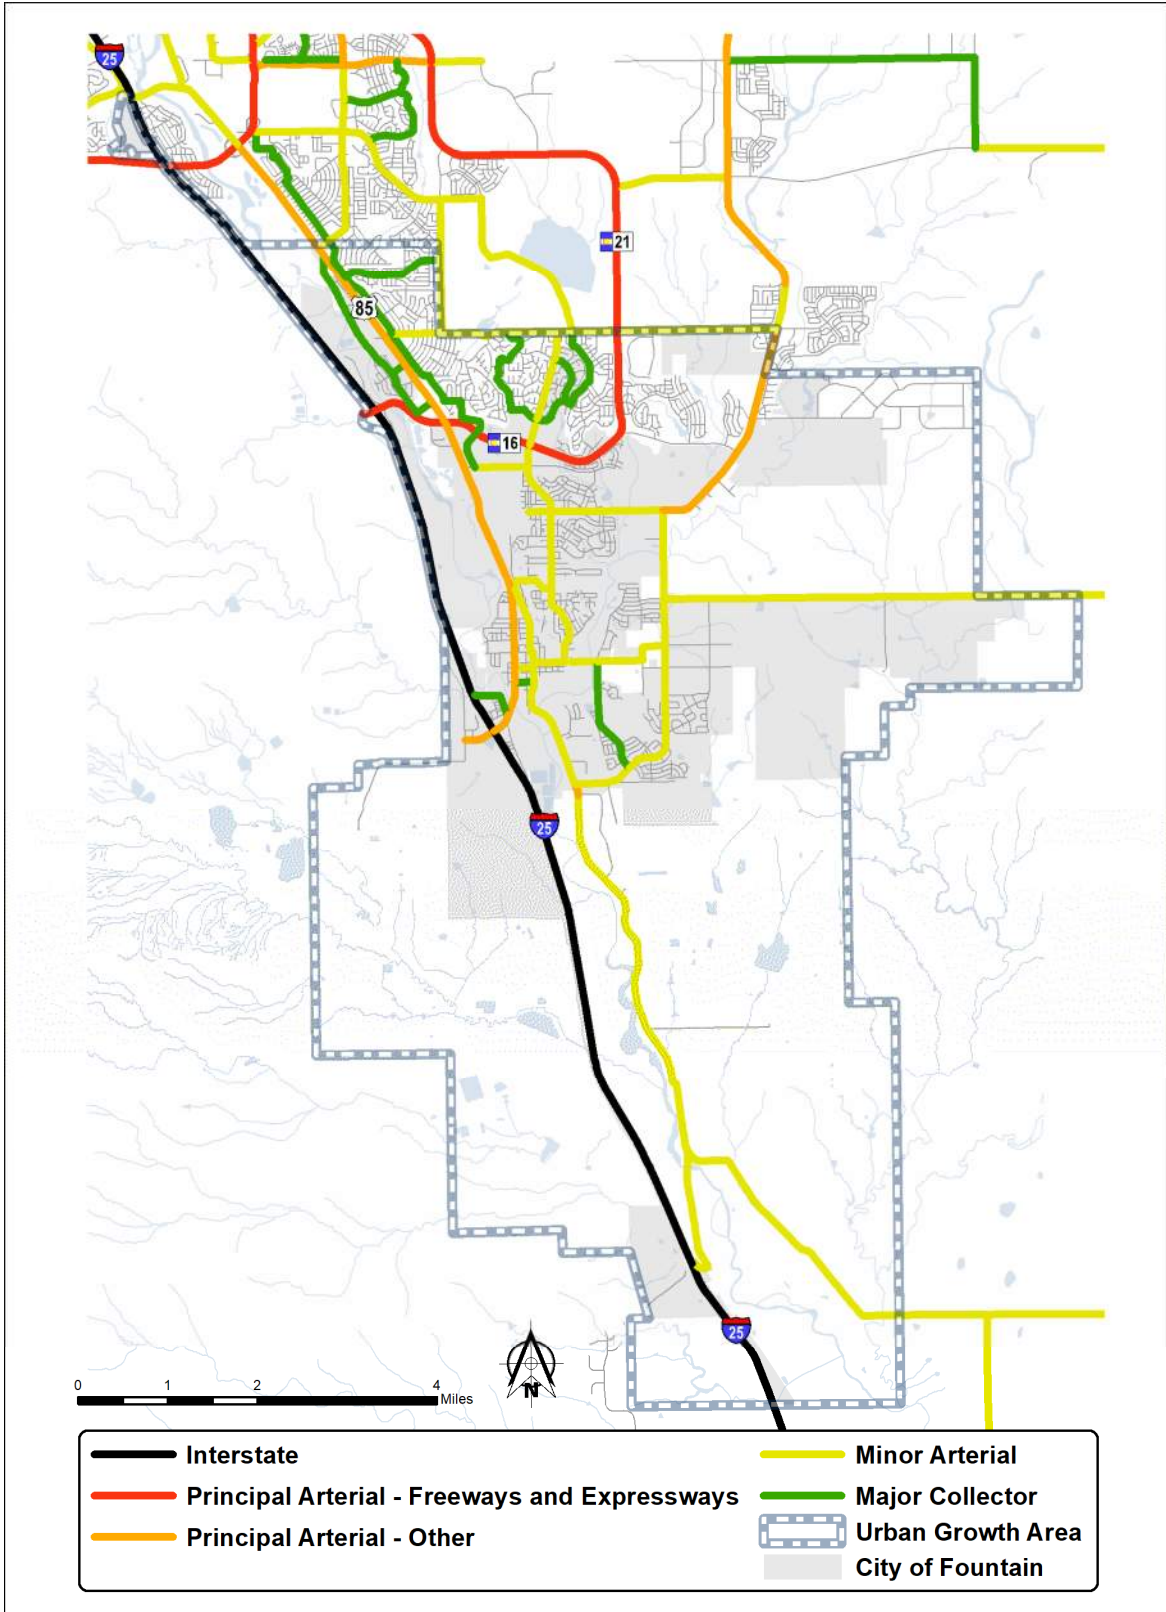 25
21
85
16
25
25
N
0 1 2 4
Miles
Interstate
Principal Arterial - Freeways and Expressways
Principal Arterial - Other
Minor Arterial
Major Collector
Urban Growth Area
City of Fountain